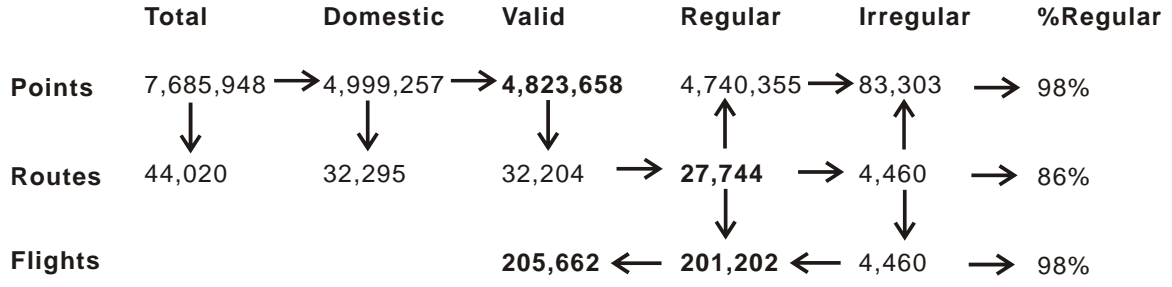 Total Domestic Valid Regular Irregular %Regular
Points 7,685,948 4,999,257 4,823,658 4,740,355 83,303 98%
Routes 44,020 32,295 32,204 27,744 4,460 86%
Flights 205,662 201,202 4,460 98%